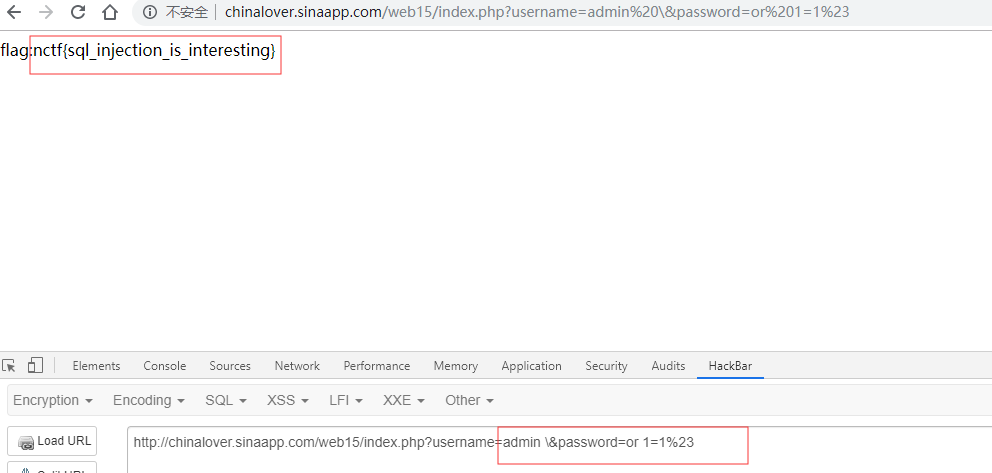 不安全 chinalover.sinaapp.com/web15/index.php?username=admin%20\&password=or%201=1%23
flag:nctf{sql_injection_is_interesting}
Elements Console Sources Network Performance Memory Application Security Audits HackBar
Encryption Encoding SQL XSS LFI XXE Other
Load URL http://chinalover.sinaapp.com/web15/index.php?username=admin \&password=or 1=1%23